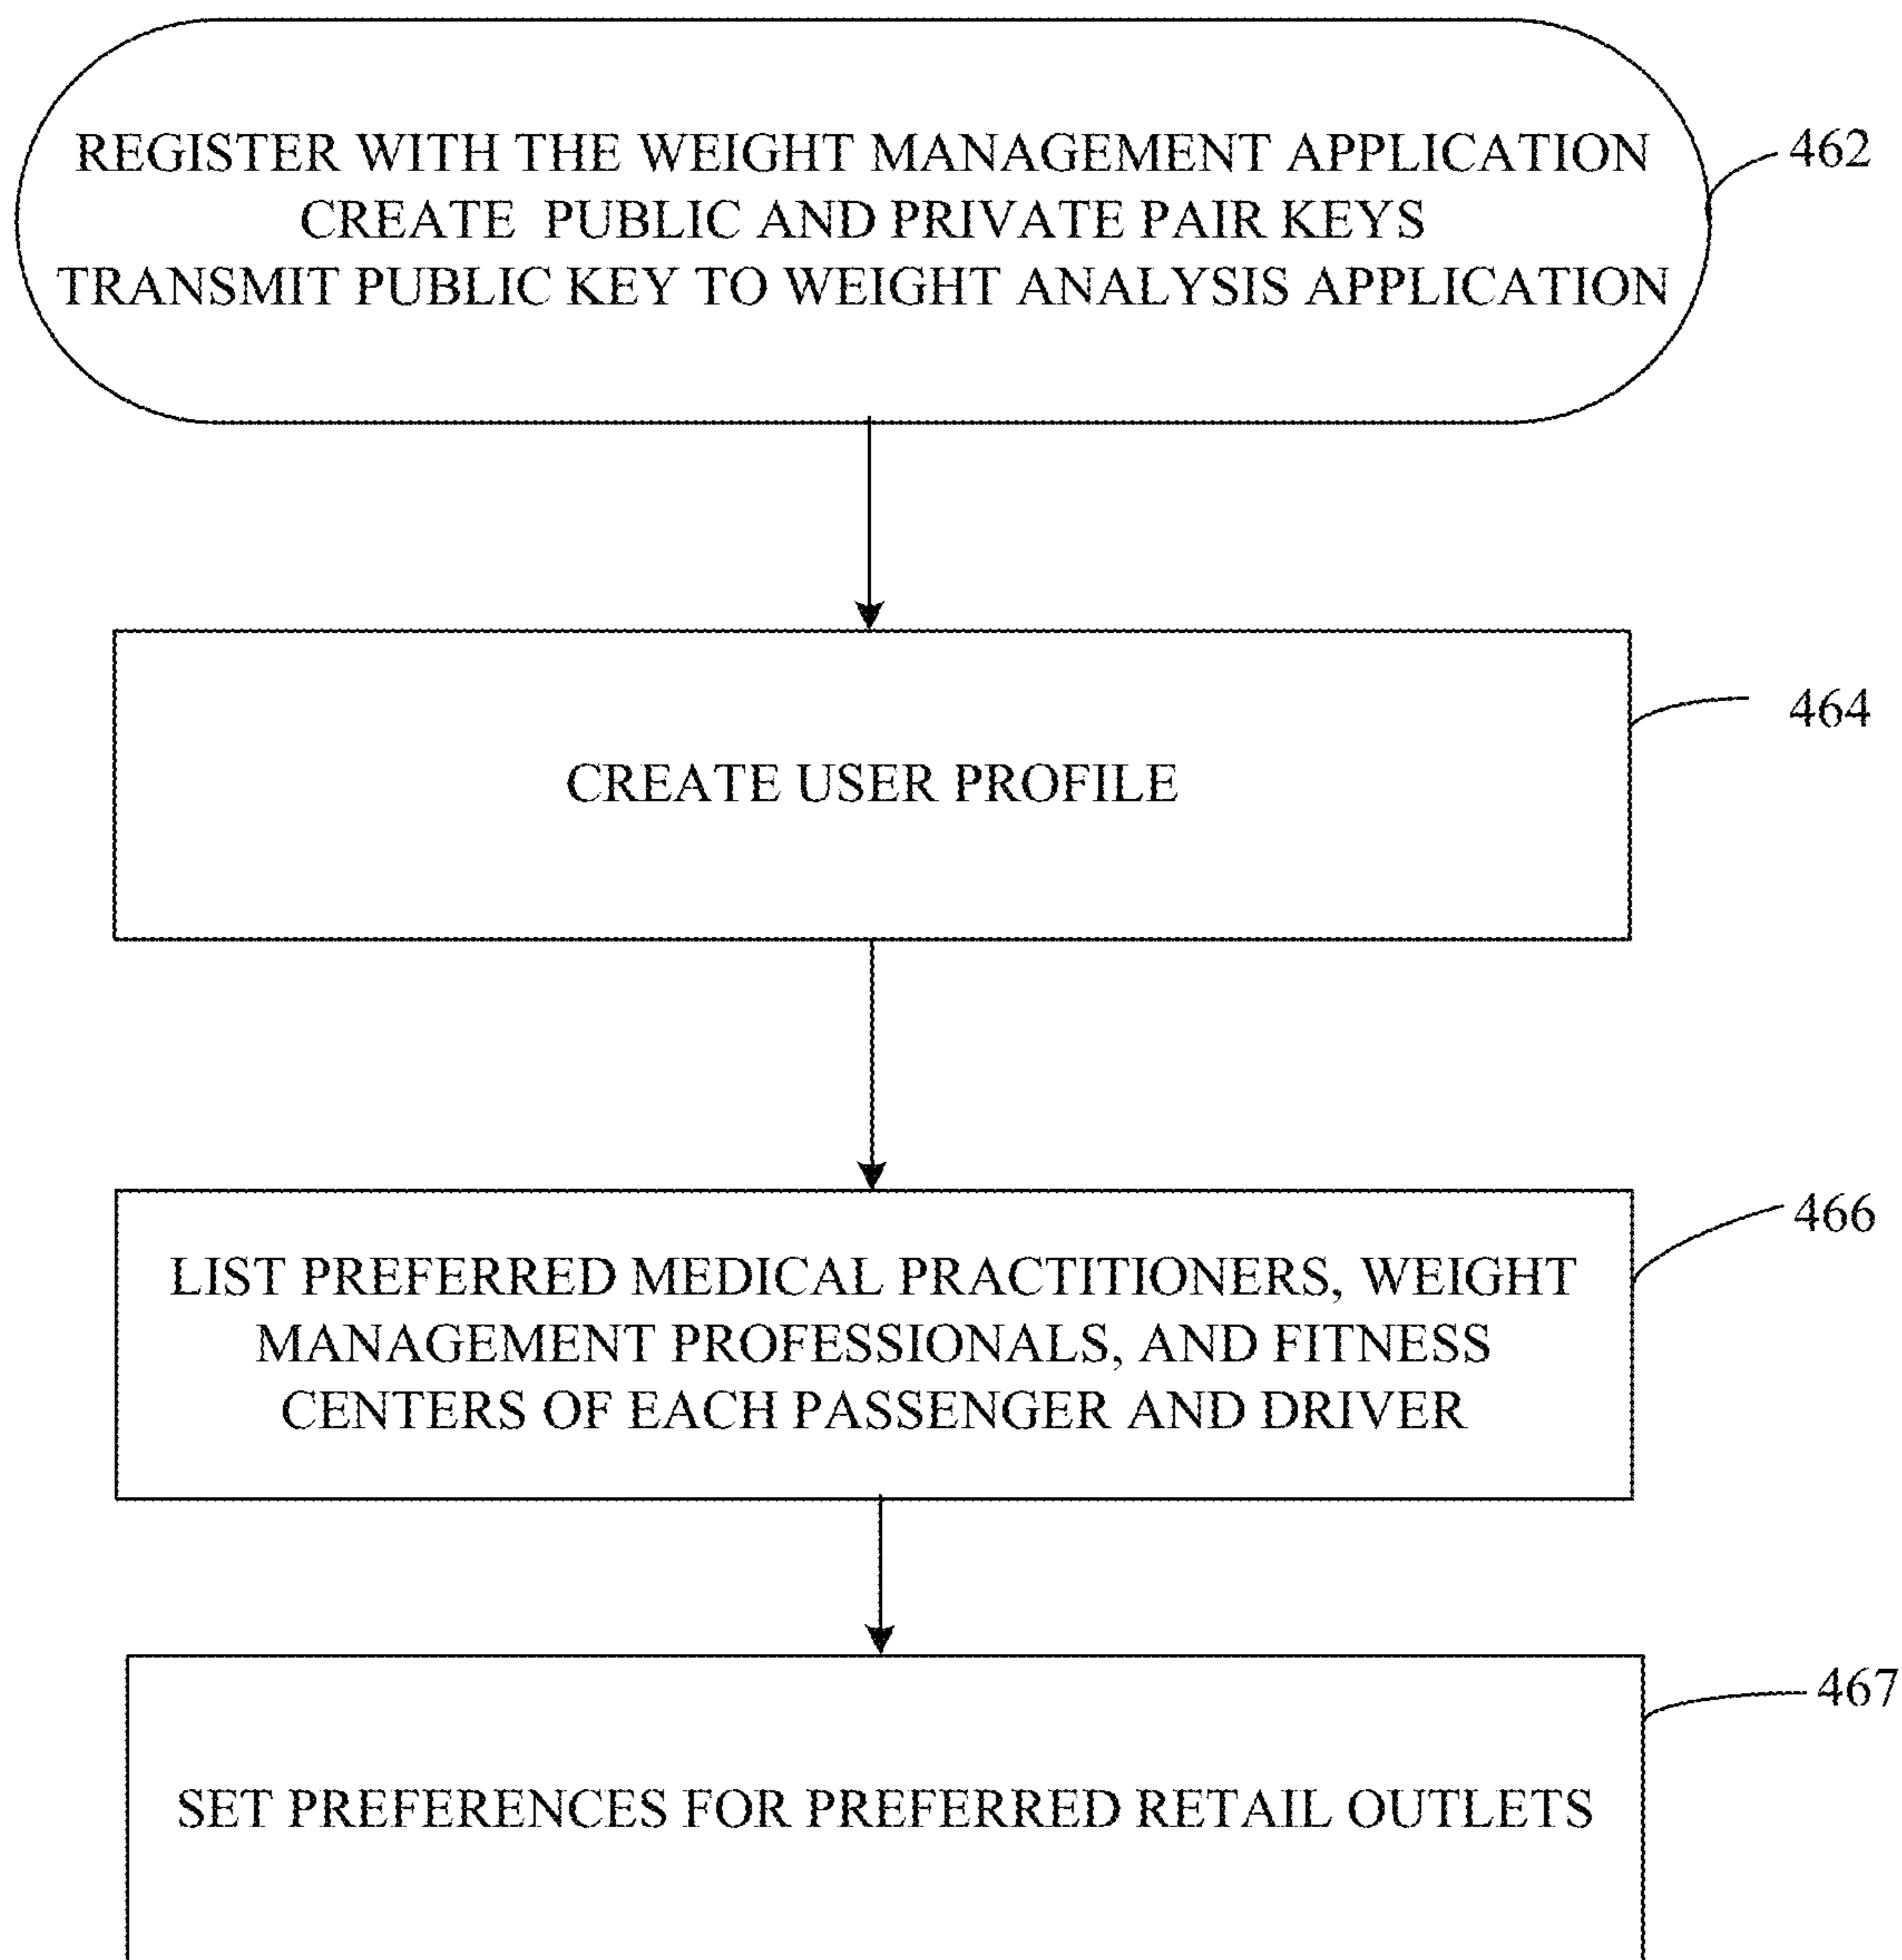 REGISTER WITH THE WEIGHT MANAGEMENT APPLICATION
CREATE PUBLIC AND PRIVATE PAIR KEYS
TRANSMIT PUBLIC KEY TO WEIGHT ANALYSIS APPLICATION
462
464
CREATE USER PROFILE
466
LIST PREFERRED MEDICAL PRACTITIONERS, WEIGHT
MANAGEMENT PROFESSIONALS, AND FITNESS
CENTERS OF EACH PASSENGER AND DRIVER
467
SET PREFERENCES FOR PREFERRED RETAIL OUTLETS